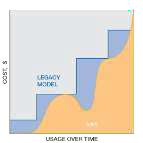 COST, $
LEGACY
MODEL
USAGE OVER TIME